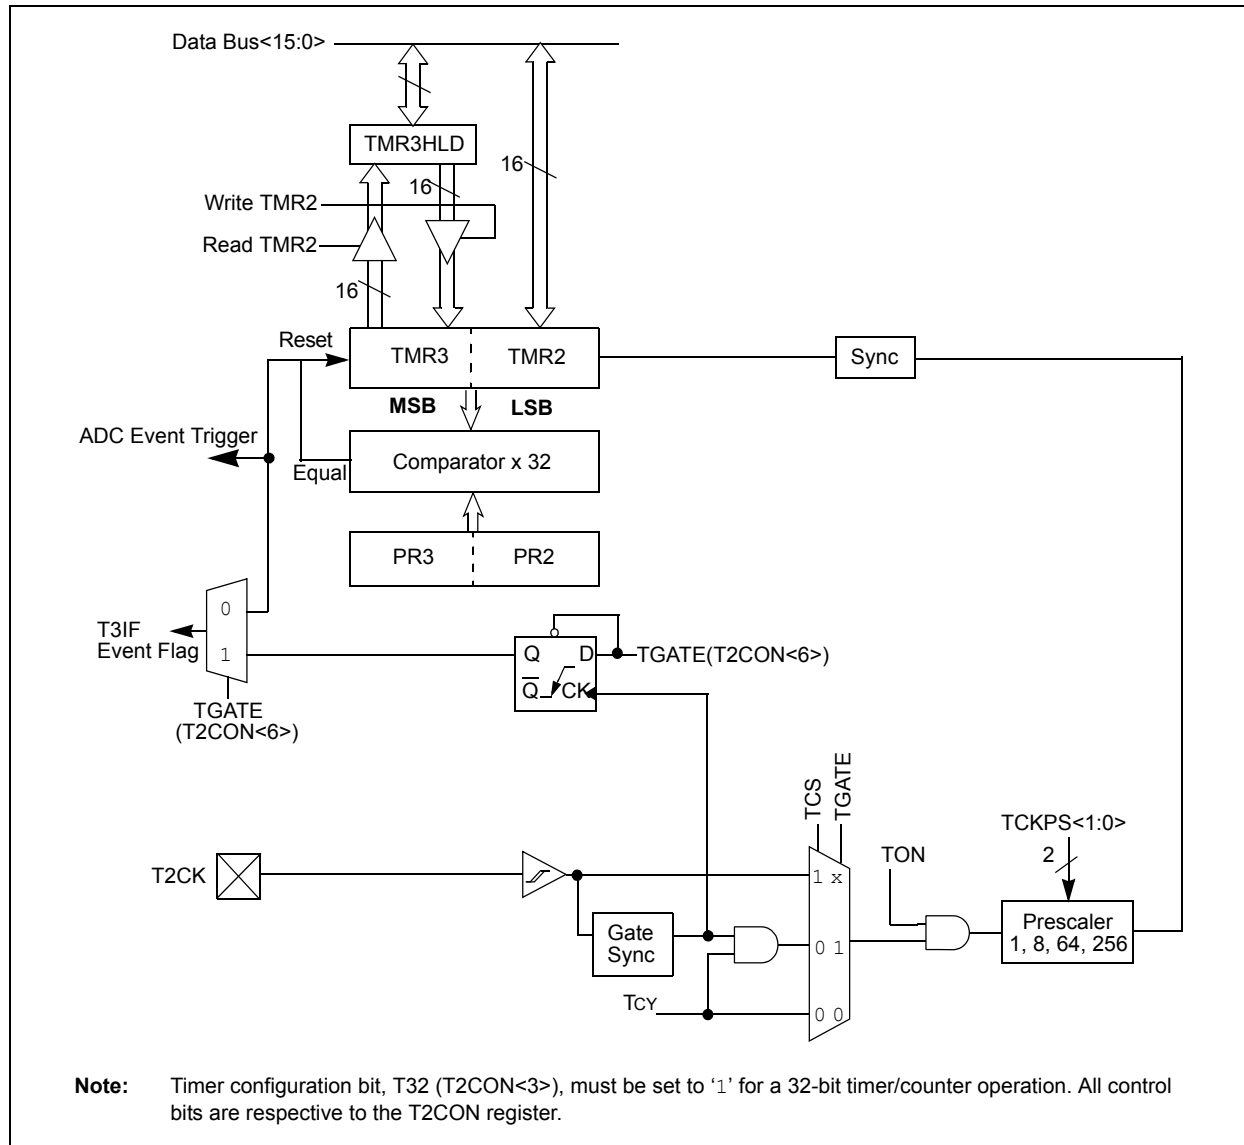 Data Bus<15:0>
TMR3HLD
16
16
Write TMR2
Read TMR2
16
Reset
TMR3
TMR2
Sync
MSB
LSB
ADC Event Trigger
Equal
Comparator x 32
PR3
PR2
0
T3IF
Event Flag
1
Q
D
TGATE(T2CON<6>)
Q
CK
TGATE
(T2CON<6>)
TCS
TGATE
TCKPS<1:0>
2
TON
T2CK
1 x
Prescaler
1, 8, 64, 256
Gate
Sync
0 1
TCY
0 0
Note: Timer configuration bit, T32 (T2CON<3>), must be set to ‘1’ for a 32-bit timer/counter operation. All control
bits are respective to the T2CON register.